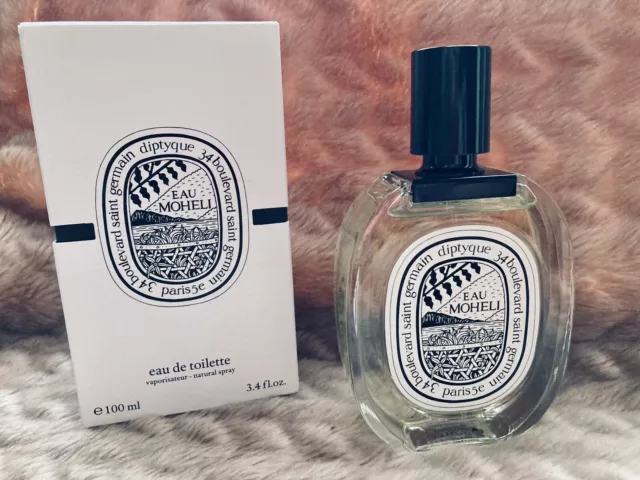 34 boulevard saint germain diptyque 34 boulevard saint germain paris 5e
EAU
MOHELI
eau de toilette
vaporisateur - natural spray
℮ 100 ml
3.4 fl.oz.
34 boulevard saint germain diptyque 34 boulevard saint germain paris 5e
EAU
MOHELI